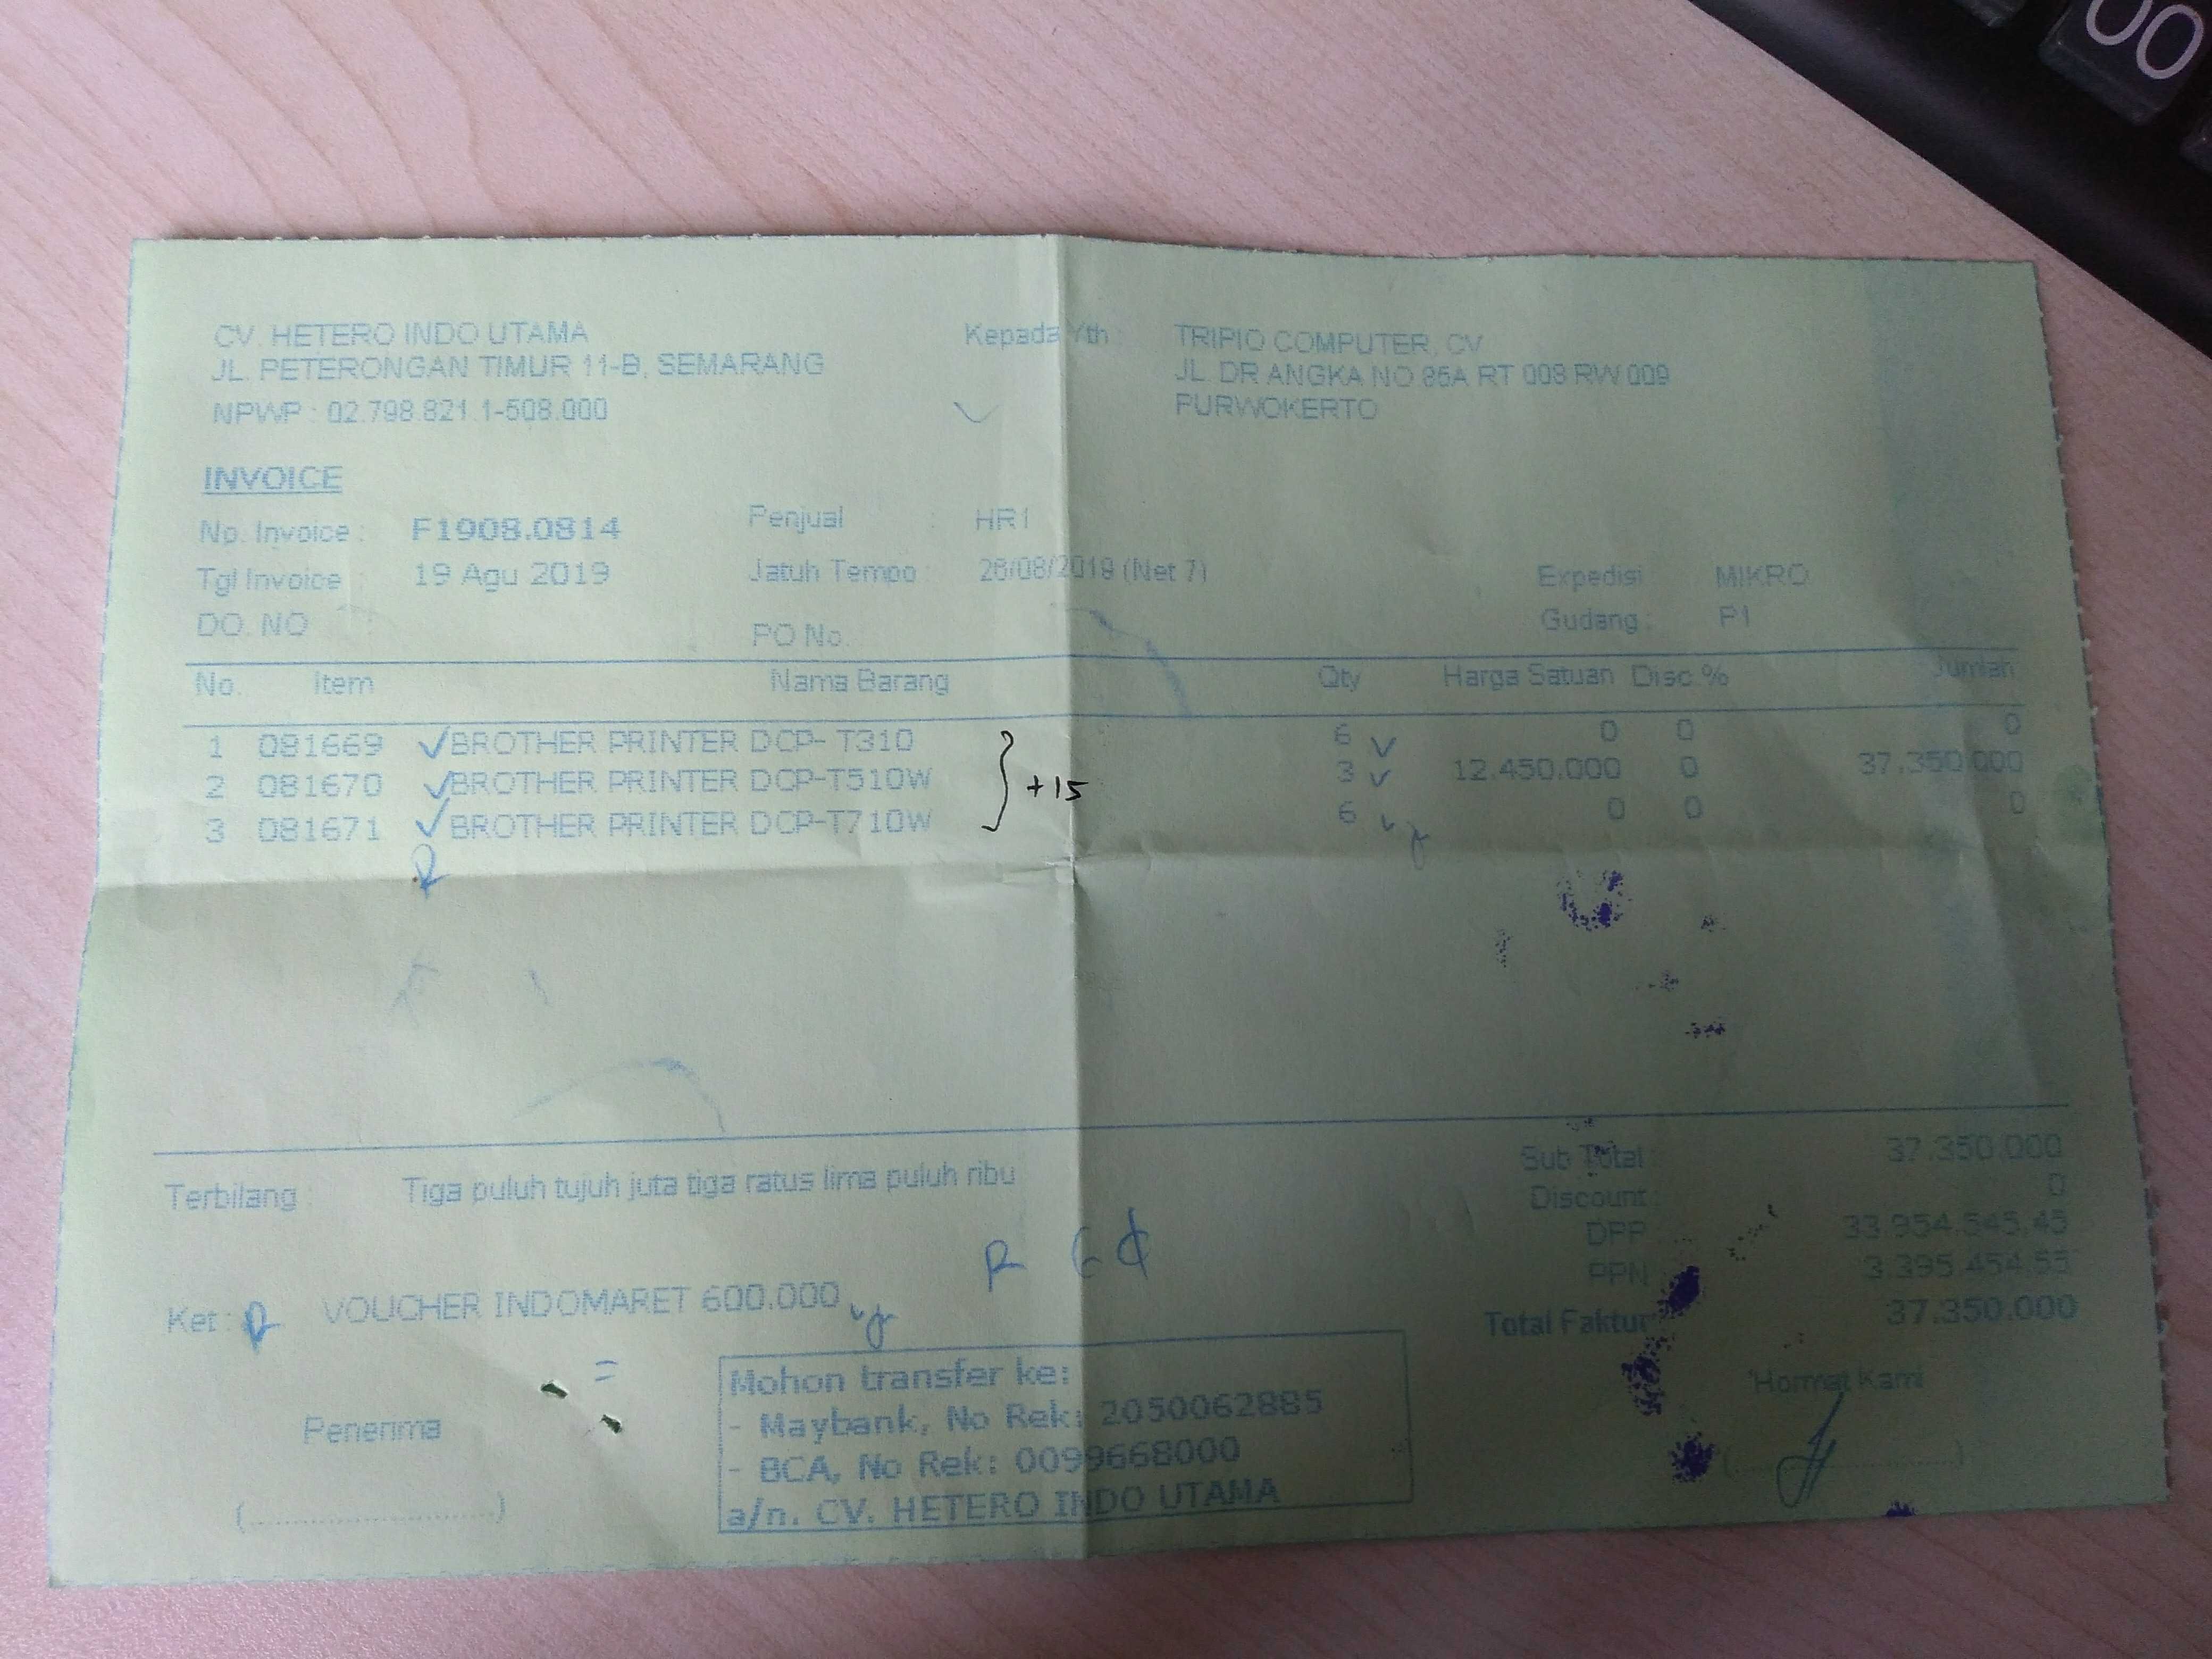 CV. HETERO INDO UTAMA
JL. PETERONGAN TIMUR 11-B, SEMARANG
NPWP : 02.798.821.1-508.000
Kepada Yth : TRIPIO COMPUTER, CV
JL. DR ANGKA NO 85A RT 003 RW 009
PURWOKERTO
INVOICE
No. Invoice : F1908.0814
Tgl Invoice : 19 Agu 2019
DO. NO
Penjual : HR1
Jatuh Tempo : 26/08/2019 (Net 7)
PO No.
Expedisi : MIKRO
Gudang : P1
No. Item Nama Barang Qty Harga Satuan Disc % Jumlah
1 081669 BROTHER PRINTER DCP- T310 6 0 0 0
2 081670 BROTHER PRINTER DCP-T510W 3 12.450.000 0 37.350.000
3 081671 BROTHER PRINTER DCP-T710W 6 0 0 0
+15
Terbilang : Tiga puluh tujuh juta tiga ratus lima puluh ribu
Sub Total : 37.350.000
Discount : 0
DPP 33.954.545,45
PPN 3.395.454,55
Total Faktur 37.350.000
Ket : VOUCHER INDOMARET 600.000
Penerima
(..............................)
Mohon transfer ke:
- Maybank, No Rek: 2050062885
- BCA, No Rek: 0099668000
a/n. CV. HETERO INDO UTAMA
Hormat Kami
(..............................)